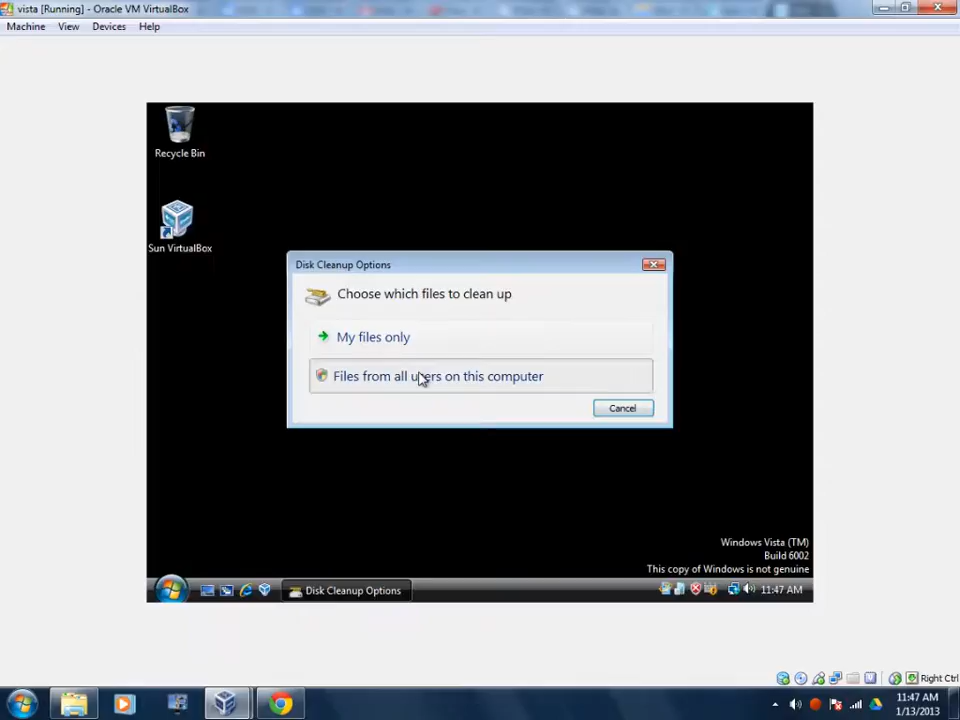 vista [Running] - Oracle VM VirtualBox
Machine View Devices Help
Recycle Bin
Sun VirtualBox
Disk Cleanup Options
Choose which files to clean up
My files only
Files from all users on this computer
Cancel
Windows Vista (TM)
Build 6002
This copy of Windows is not genuine
Disk Cleanup Options
11:47 AM
Right Ctrl
11:47 AM
1/13/2013